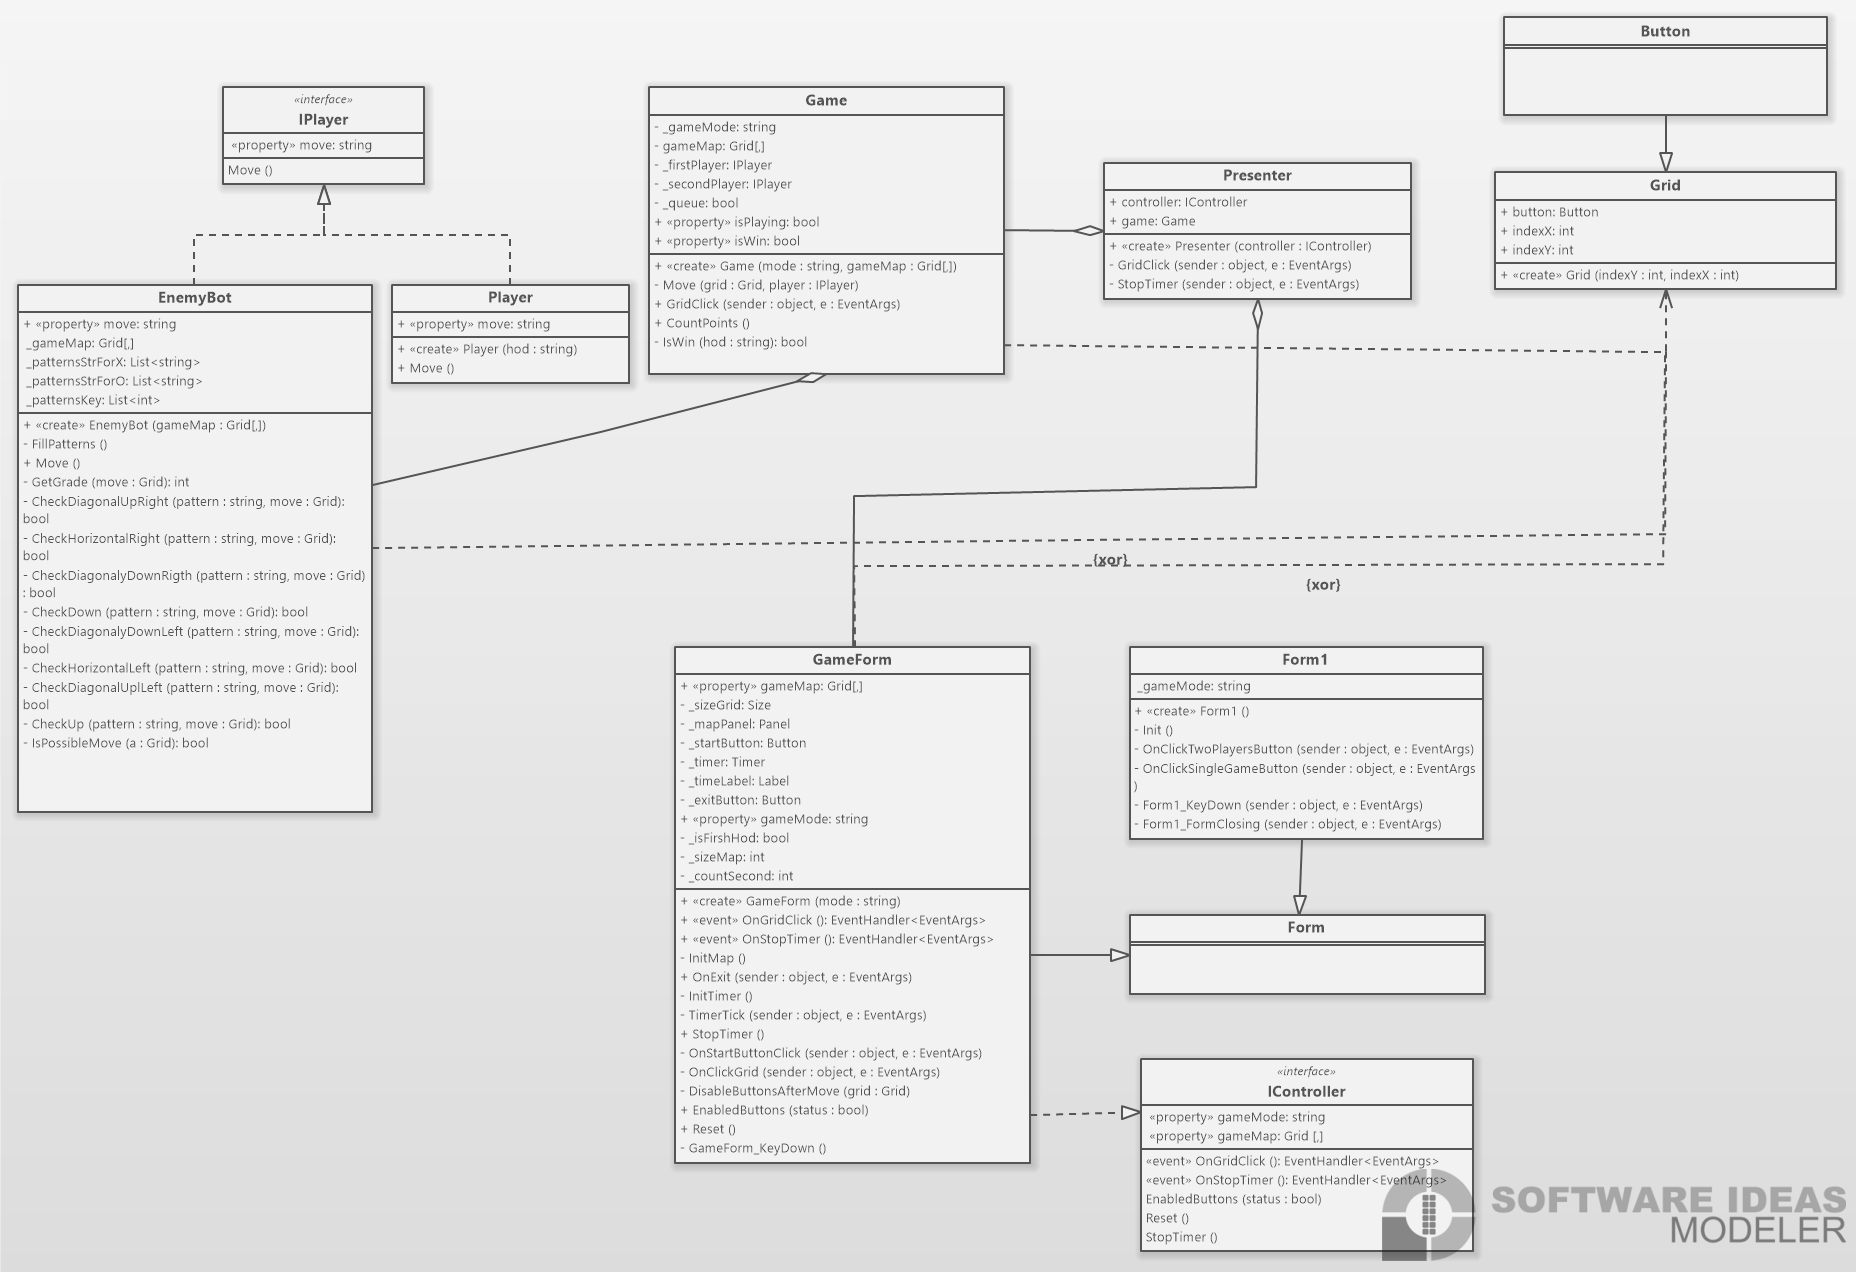 Button
«interface»
IPlayer
«property» move: string
Move ()
Game
- _gameMode: string
- gameMap: Grid[,]
- _firstPlayer: IPlayer
- _secondPlayer: IPlayer
- _queue: bool
+ «property» isPlaying: bool
+ «property» isWin: bool
+ «create» Game (mode : string, gameMap : Grid[,])
- Move (grid : Grid, player : IPlayer)
+ GridClick (sender : object, e : EventArgs)
+ CountPoints ()
- IsWin (hod : string): bool
Presenter
+ controller: IController
+ game: Game
+ «create» Presenter (controller : IController)
- GridClick (sender : object, e : EventArgs)
- StopTimer (sender : object, e : EventArgs)
Grid
+ button: Button
+ indexX: int
+ indexY: int
+ «create» Grid (indexY : int, indexX : int)
EnemyBot
+ «property» move: string
_gameMap: Grid[,]
_patternsStrForX: List<string>
_patternsStrForO: List<string>
_patternsKey: List<int>
+ «create» EnemyBot (gameMap : Grid[,])
- FillPatterns ()
+ Move ()
- GetGrade (move : Grid): int
- CheckDiagonalUpRight (pattern : string, move : Grid):
bool
- CheckHorizontalRight (pattern : string, move : Grid):
bool
- CheckDiagonalyDownRigth (pattern : string, move : Grid)
: bool
- CheckDown (pattern : string, move : Grid): bool
- CheckDiagonalyDownLeft (pattern : string, move : Grid):
bool
- CheckHorizontalLeft (pattern : string, move : Grid): bool
- CheckDiagonalUplLeft (pattern : string, move : Grid):
bool
- CheckUp (pattern : string, move : Grid): bool
- IsPossibleMove (a : Grid): bool
Player
+ «property» move: string
+ «create» Player (hod : string)
+ Move ()
{xor}
{xor}
GameForm
+ «property» gameMap: Grid[,]
- _sizeGrid: Size
- _mapPanel: Panel
- _startButton: Button
- _timer: Timer
- _timeLabel: Label
- _exitButton: Button
+ «property» gameMode: string
- _isFirshHod: bool
- _sizeMap: int
- _countSecond: int
+ «create» GameForm (mode : string)
+ «event» OnGridClick (): EventHandler<EventArgs>
+ «event» OnStopTimer (): EventHandler<EventArgs>
- InitMap ()
+ OnExit (sender : object, e : EventArgs)
- InitTimer ()
- TimerTick (sender : object, e : EventArgs)
+ StopTimer ()
- OnStartButtonClick (sender : object, e : EventArgs)
- OnClickGrid (sender : object, e : EventArgs)
- DisableButtonsAfterMove (grid : Grid)
+ EnabledButtons (status : bool)
+ Reset ()
- GameForm_KeyDown ()
Form1
_gameMode: string
+ «create» Form1 ()
- Init ()
- OnClickTwoPlayersButton (sender : object, e : EventArgs)
- OnClickSingleGameButton (sender : object, e : EventArgs
)
- Form1_KeyDown (sender : object, e : EventArgs)
- Form1_FormClosing (sender : object, e : EventArgs)
Form
«interface»
IController
«property» gameMode: string
«property» gameMap: Grid [,]
«event» OnGridClick (): EventHandler<EventArgs>
«event» OnStopTimer (): EventHandler<EventArgs>
EnabledButtons (status : bool)
Reset ()
StopTimer ()
SOFTWARE IDEAS
MODELER